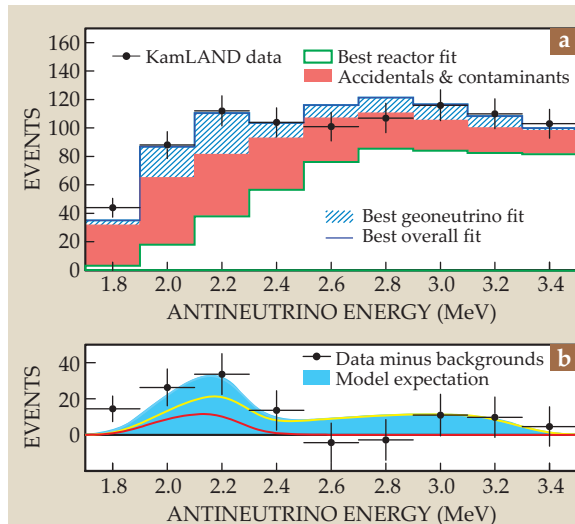 a
160
140
120
100
80
60
40
20
0
EVENTS
KamLAND data
Best reactor fit
Accidentals & contaminants
Best geoneutrino fit
Best overall fit
1.8 2.0 2.2 2.4 2.6 2.8 3.0 3.2 3.4
ANTINEUTRINO ENERGY (MeV)
b
40
20
0
EVENTS
Data minus backgrounds
Model expectation
1.8 2.0 2.2 2.4 2.6 2.8 3.0 3.2 3.4
ANTINEUTRINO ENERGY (MeV)